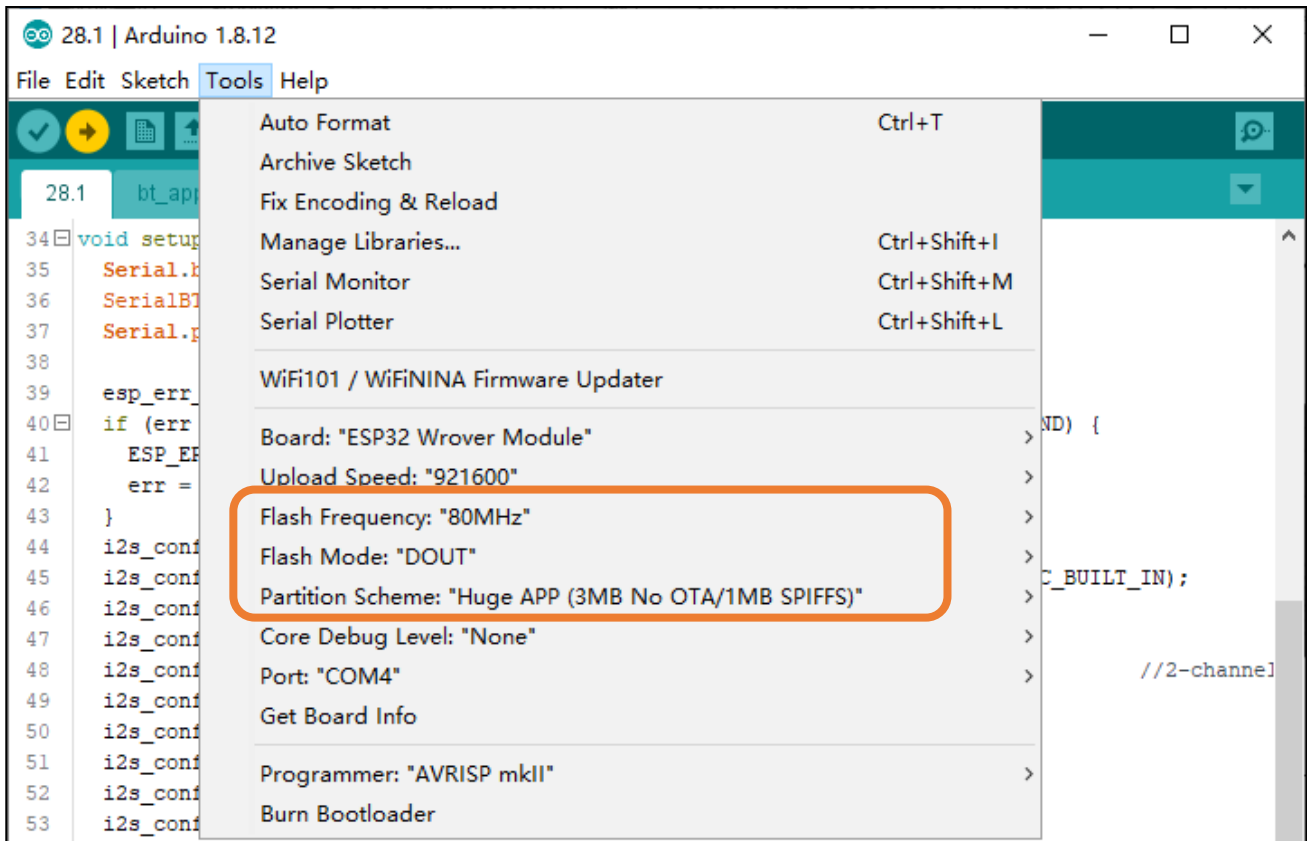 28.1 | Arduino 1.8.12
File Edit Sketch Tools Help
28.1 bt_app
Auto Format Ctrl+T
Archive Sketch
Fix Encoding & Reload
Manage Libraries... Ctrl+Shift+I
Serial Monitor Ctrl+Shift+M
Serial Plotter Ctrl+Shift+L
WiFi101 / WiFiNINA Firmware Updater
Board: "ESP32 Wrover Module"
Upload Speed: "921600"
Flash Frequency: "80MHz"
Flash Mode: "DOUT"
Partition Scheme: "Huge APP (3MB No OTA/1MB SPIFFS)"
Core Debug Level: "None"
Port: "COM4"
Get Board Info
Programmer: "AVRISP mkII"
Burn Bootloader
34 void setup
35 Serial.b
36 SerialBT
37 Serial.p
38
39 esp_err_
40 if (err ND) {
41 ESP_ER
42 err =
43 }
44 i2s_conf
45 i2s_conf C_BUILT_IN);
46 i2s_conf
47 i2s_conf
48 i2s_conf //2-channel
49 i2s_conf
50 i2s_conf
51 i2s_conf
52 i2s_conf
53 i2s_conf